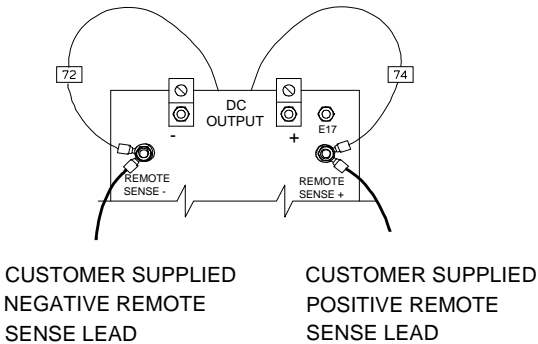 72
74
DC
OUTPUT
-
+
E17
REMOTE
SENSE -
REMOTE
SENSE +
CUSTOMER SUPPLIED
NEGATIVE REMOTE
SENSE LEAD
CUSTOMER SUPPLIED
POSITIVE REMOTE
SENSE LEAD